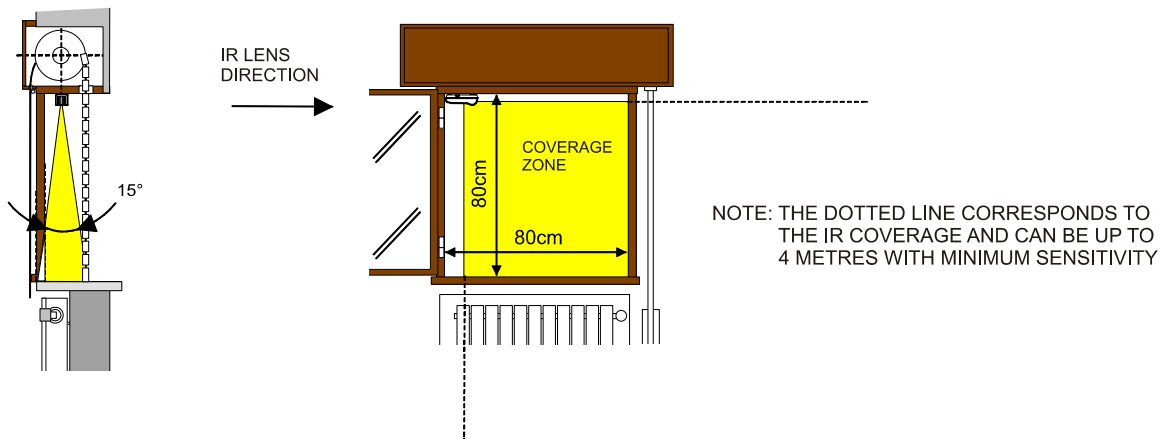 IR LENS
DIRECTION
15°
COVERAGE
ZONE
80cm
80cm
NOTE: THE DOTTED LINE CORRESPONDS TO
THE IR COVERAGE AND CAN BE UP TO
4 METRES WITH MINIMUM SENSITIVITY